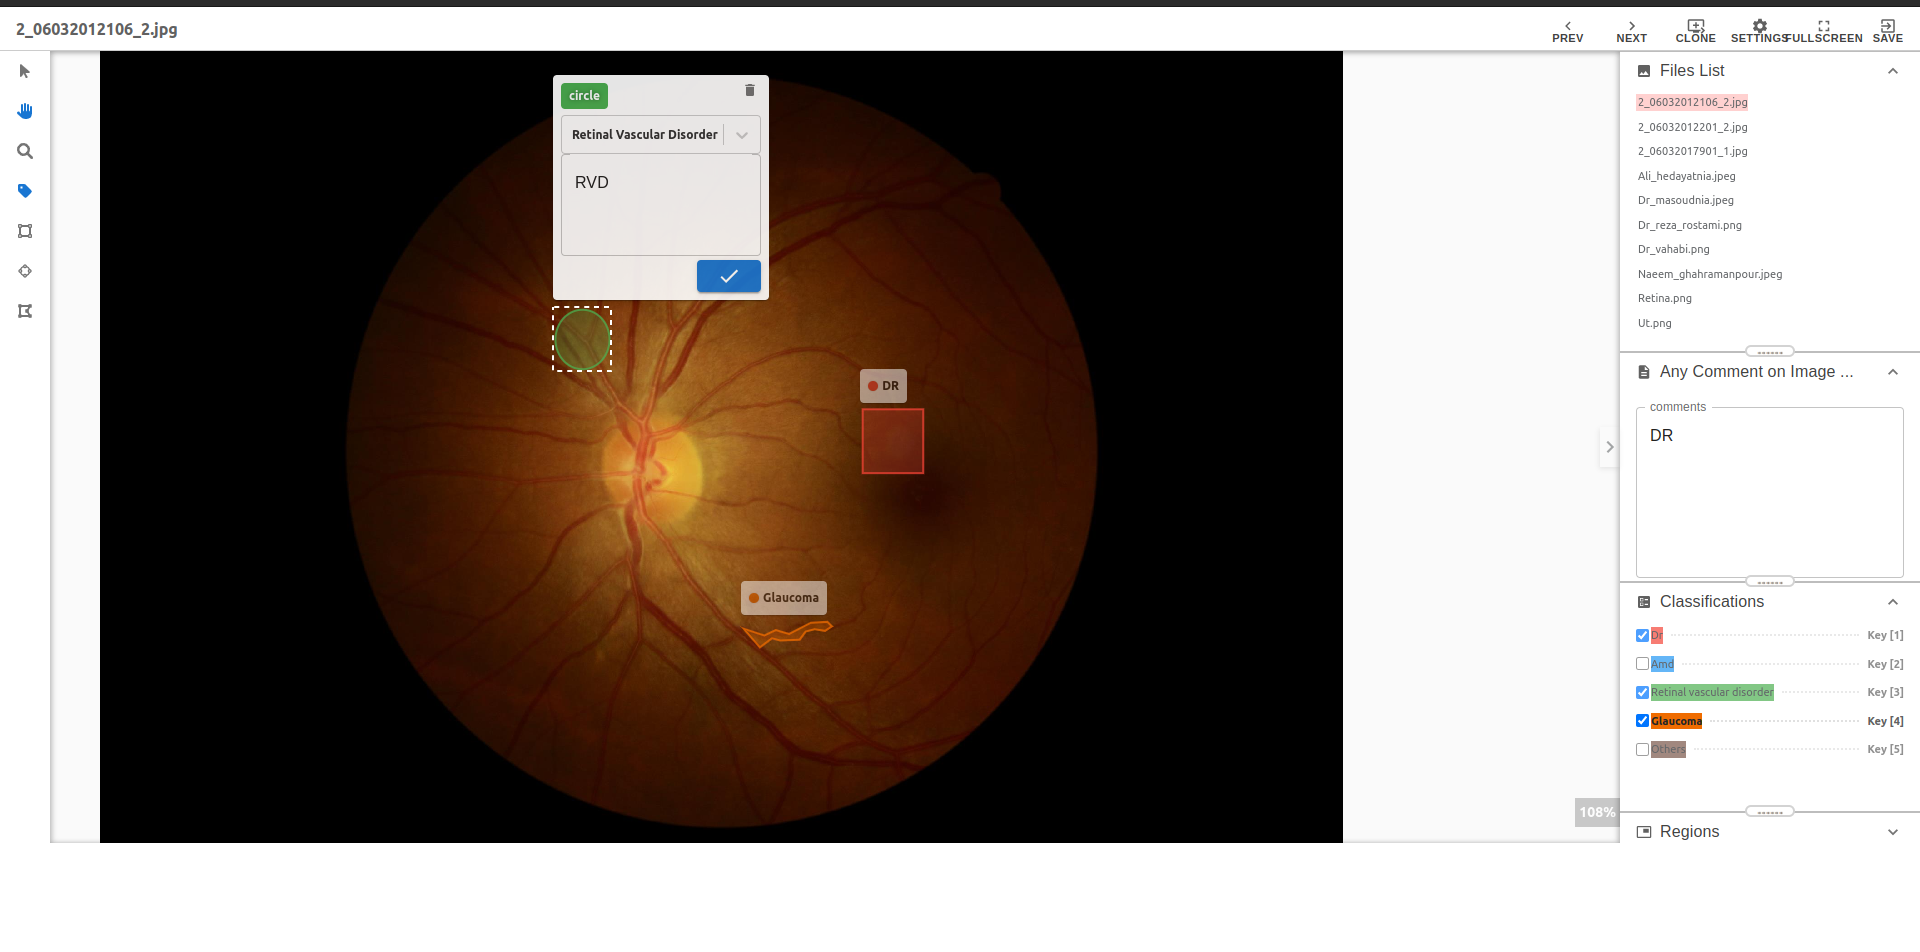 2_06032012106_2.jpg
PREV
NEXT
CLONE
SETTINGS
FULLSCREEN
SAVE
circle
Retinal Vascular Disorder
RVD
DR
Glaucoma
108%
Files List
2_06032012106_2.jpg
2_06032012201_2.jpg
2_06032017901_1.jpg
Ali_hedayatnia.jpeg
Dr_masoudnia.jpeg
Dr_reza_rostami.png
Dr_vahabi.png
Naeem_ghahramanpour.jpeg
Retina.png
Ut.png
Any Comment on Image ...
comments
DR
Classifications
Dr Key [1]
Amd Key [2]
Retinal vascular disorder Key [3]
Glaucoma Key [4]
Others Key [5]
Regions